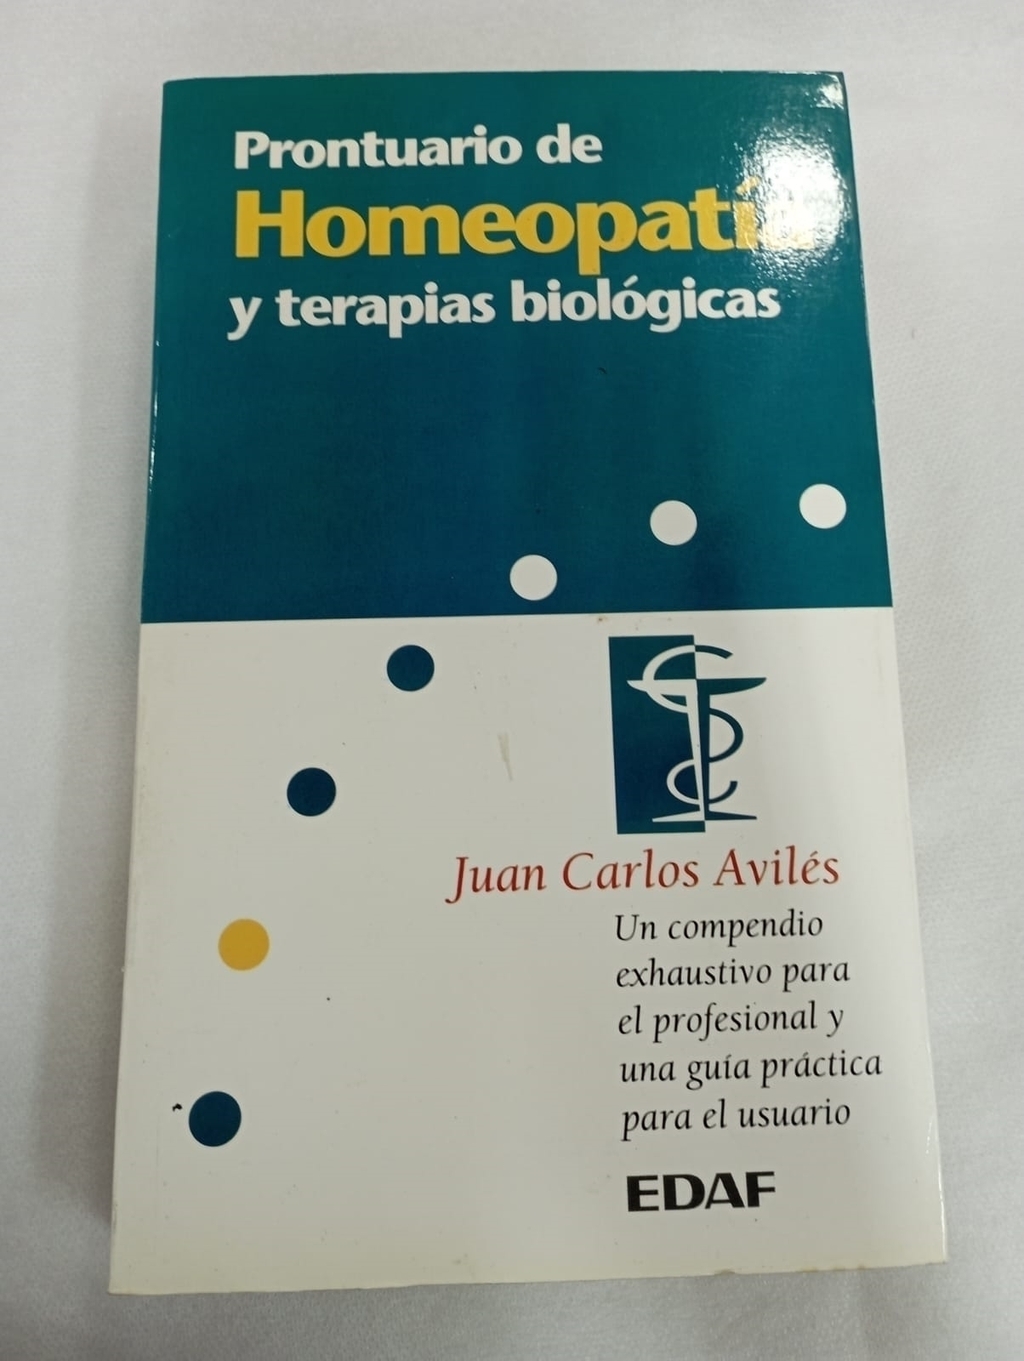 Prontuario de
Homeopatía
y terapias biológicas
Juan Carlos Avilés
Un compendio
exhaustivo para
el profesional y
una guía práctica
para el usuario
EDAF